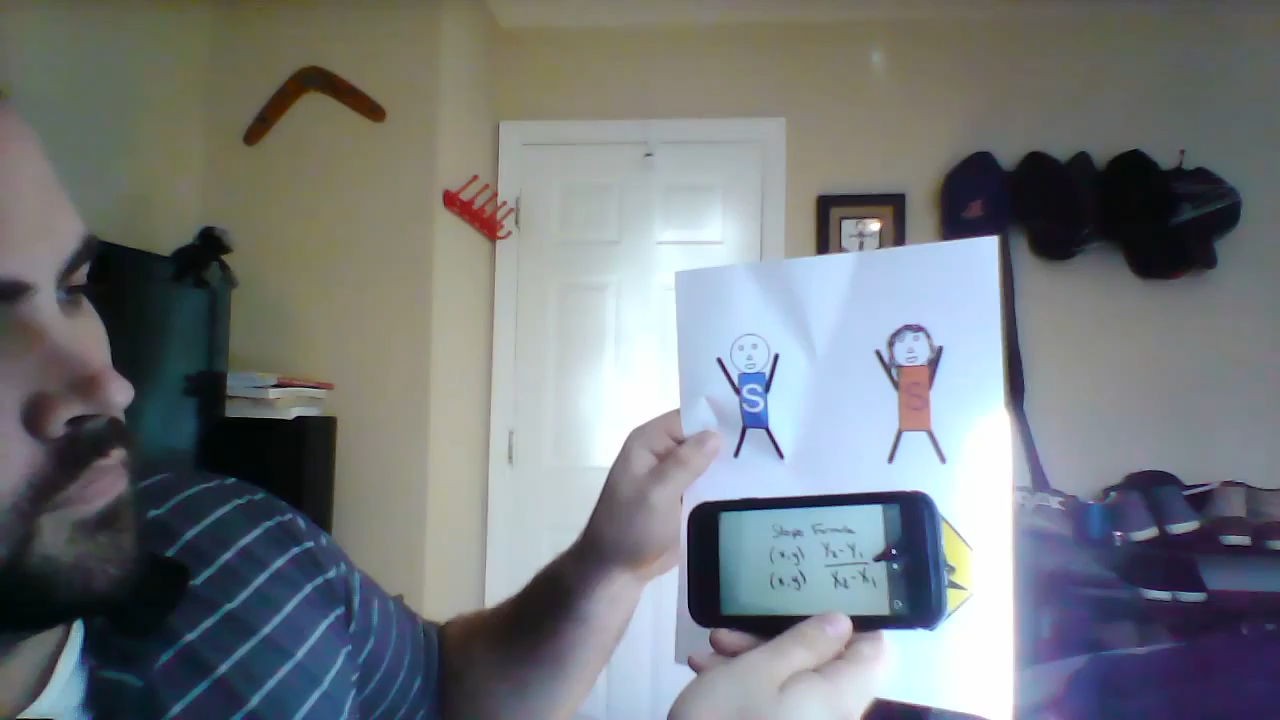 S S
Slope Formula
(x,y) Y₂-Y₁
(x,y) X₂-X₁